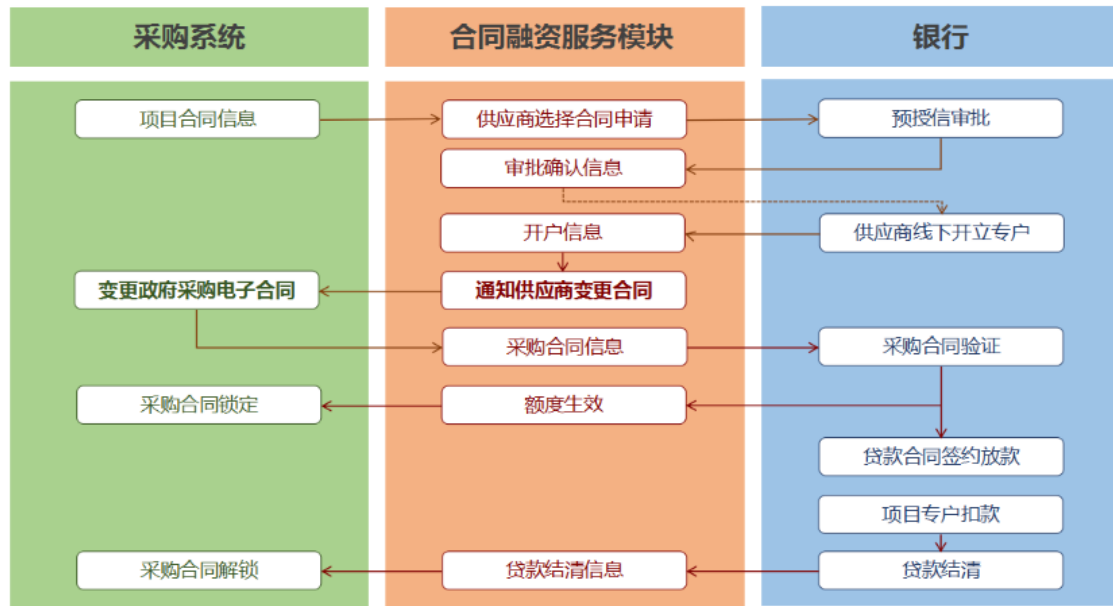 采购系统
合同融资服务模块
银行
项目合同信息
供应商选择合同申请
预授信审批
审批确认信息
开户信息
供应商线下开立专户
变更政府采购电子合同
通知供应商变更合同
采购合同信息
采购合同验证
采购合同锁定
额度生效
贷款合同签约放款
项目专户扣款
采购合同解锁
贷款结清信息
贷款结清